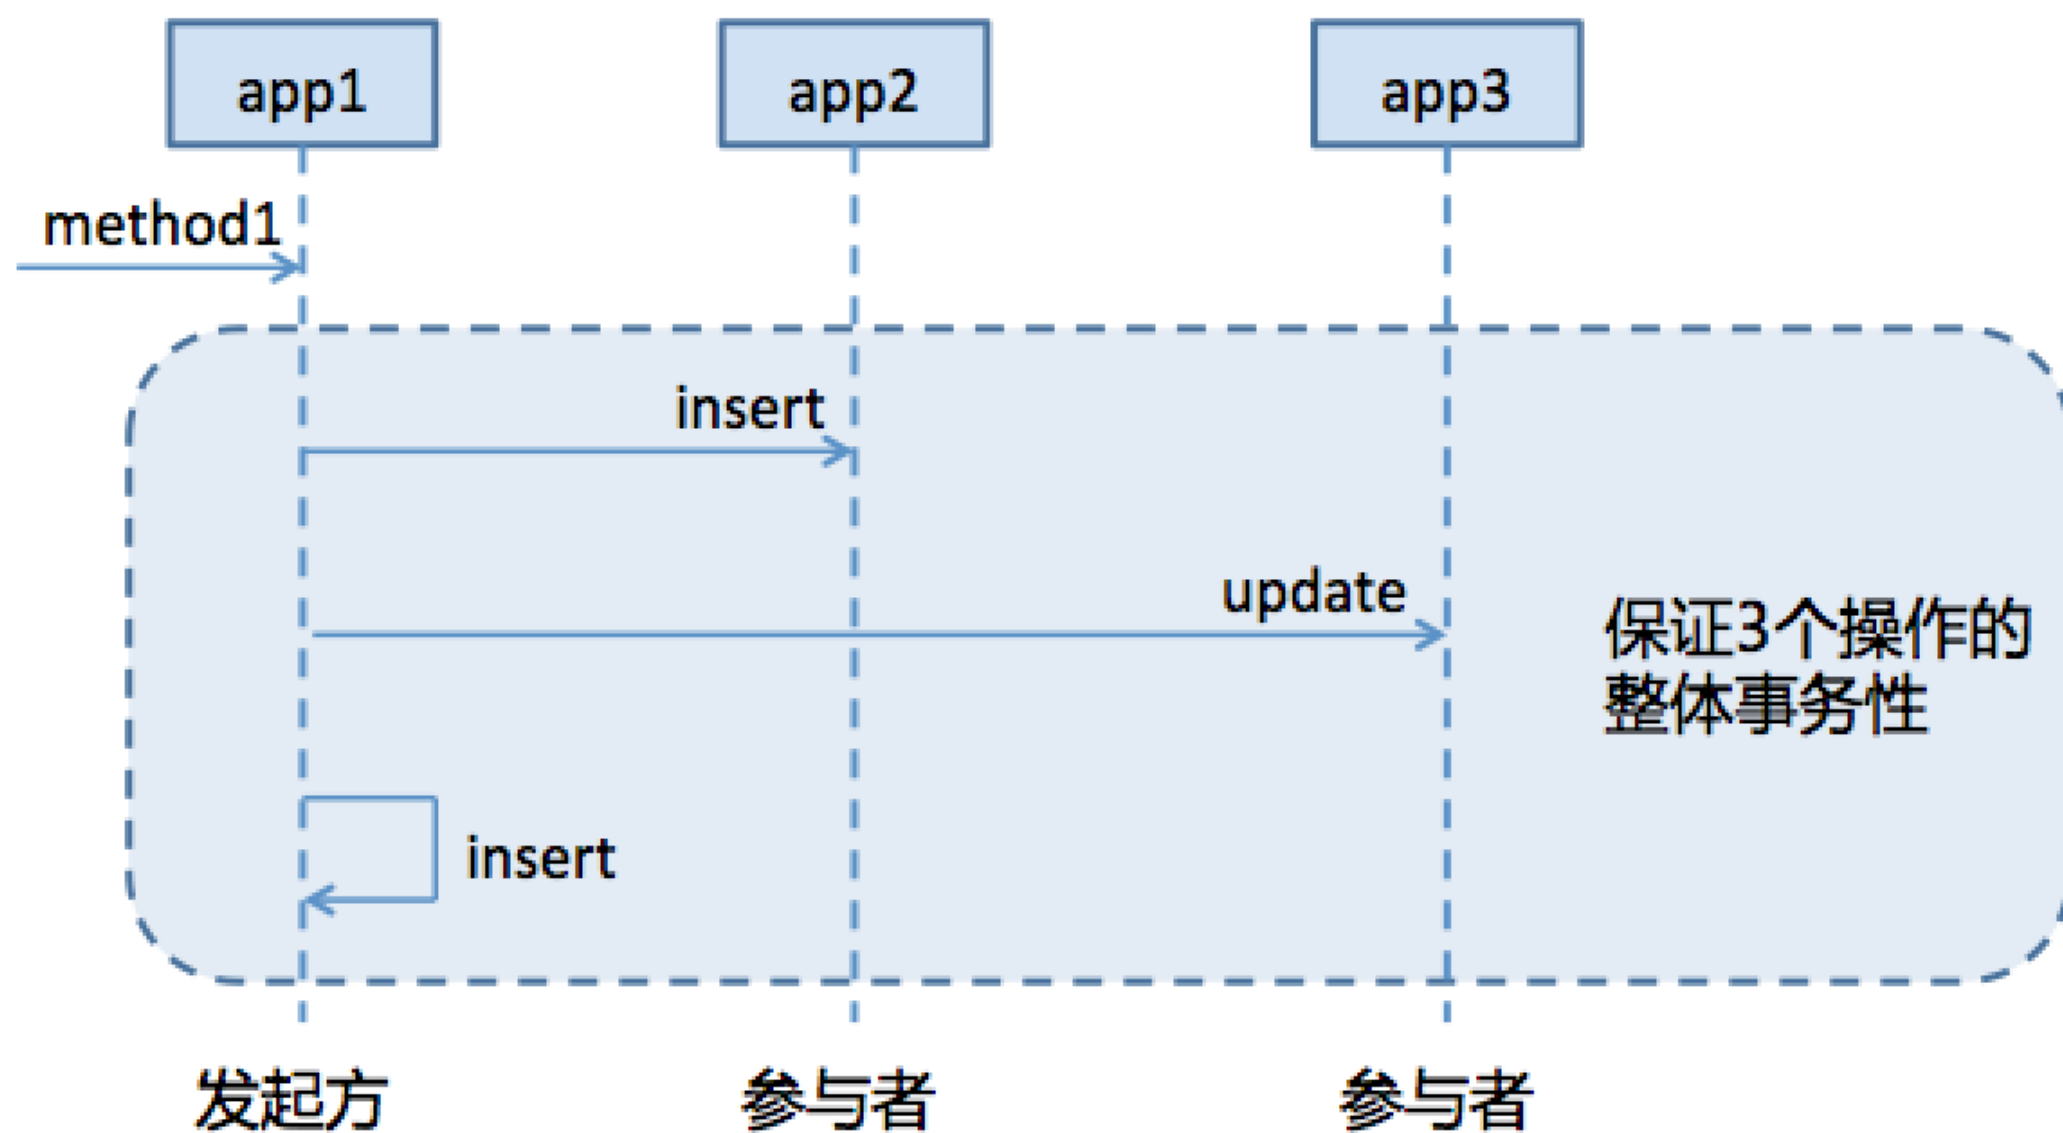 app1
app2
app3
method1
insert
update
保证3个操作的
整体事务性
insert
发起方
参与者
参与者